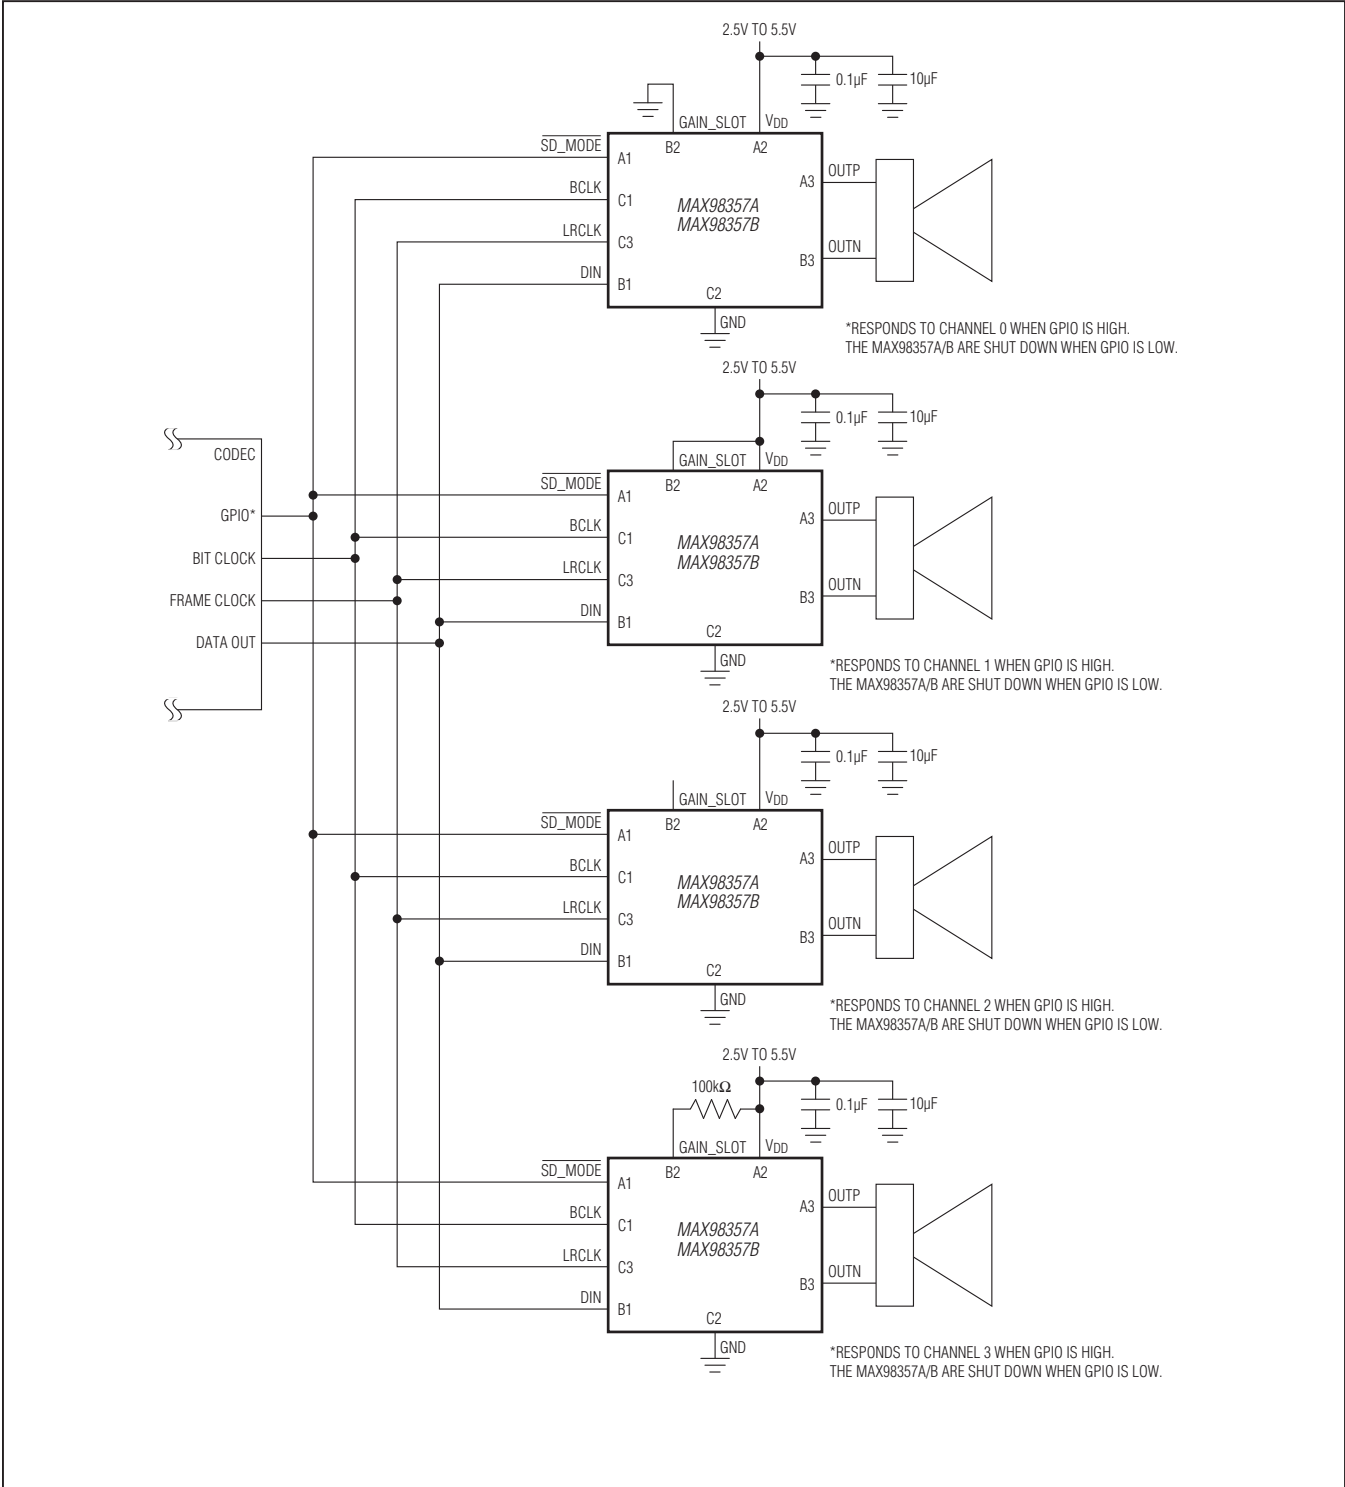 2.5V TO 5.5V
0.1µF
10µF
GAIN_SLOT
VDD
SD_MODE
B2
A2
A1
BCLK
C1
LRCLK
C3
DIN
B1
MAX98357A
MAX98357B
A3
OUTP
B3
OUTN
C2
GND
*RESPONDS TO CHANNEL 0 WHEN GPIO IS HIGH.
THE MAX98357A/B ARE SHUT DOWN WHEN GPIO IS LOW.
CODEC
GPIO*
BIT CLOCK
FRAME CLOCK
DATA OUT
2.5V TO 5.5V
0.1µF
10µF
GAIN_SLOT
VDD
SD_MODE
B2
A2
A1
BCLK
C1
LRCLK
C3
DIN
B1
MAX98357A
MAX98357B
A3
OUTP
B3
OUTN
C2
GND
*RESPONDS TO CHANNEL 1 WHEN GPIO IS HIGH.
THE MAX98357A/B ARE SHUT DOWN WHEN GPIO IS LOW.
2.5V TO 5.5V
0.1µF
10µF
GAIN_SLOT
VDD
SD_MODE
B2
A2
A1
BCLK
C1
LRCLK
C3
DIN
B1
MAX98357A
MAX98357B
A3
OUTP
B3
OUTN
C2
GND
*RESPONDS TO CHANNEL 2 WHEN GPIO IS HIGH.
THE MAX98357A/B ARE SHUT DOWN WHEN GPIO IS LOW.
2.5V TO 5.5V
100kΩ
0.1µF
10µF
GAIN_SLOT
VDD
SD_MODE
B2
A2
A1
BCLK
C1
LRCLK
C3
DIN
B1
MAX98357A
MAX98357B
A3
OUTP
B3
OUTN
C2
GND
*RESPONDS TO CHANNEL 3 WHEN GPIO IS HIGH.
THE MAX98357A/B ARE SHUT DOWN WHEN GPIO IS LOW.